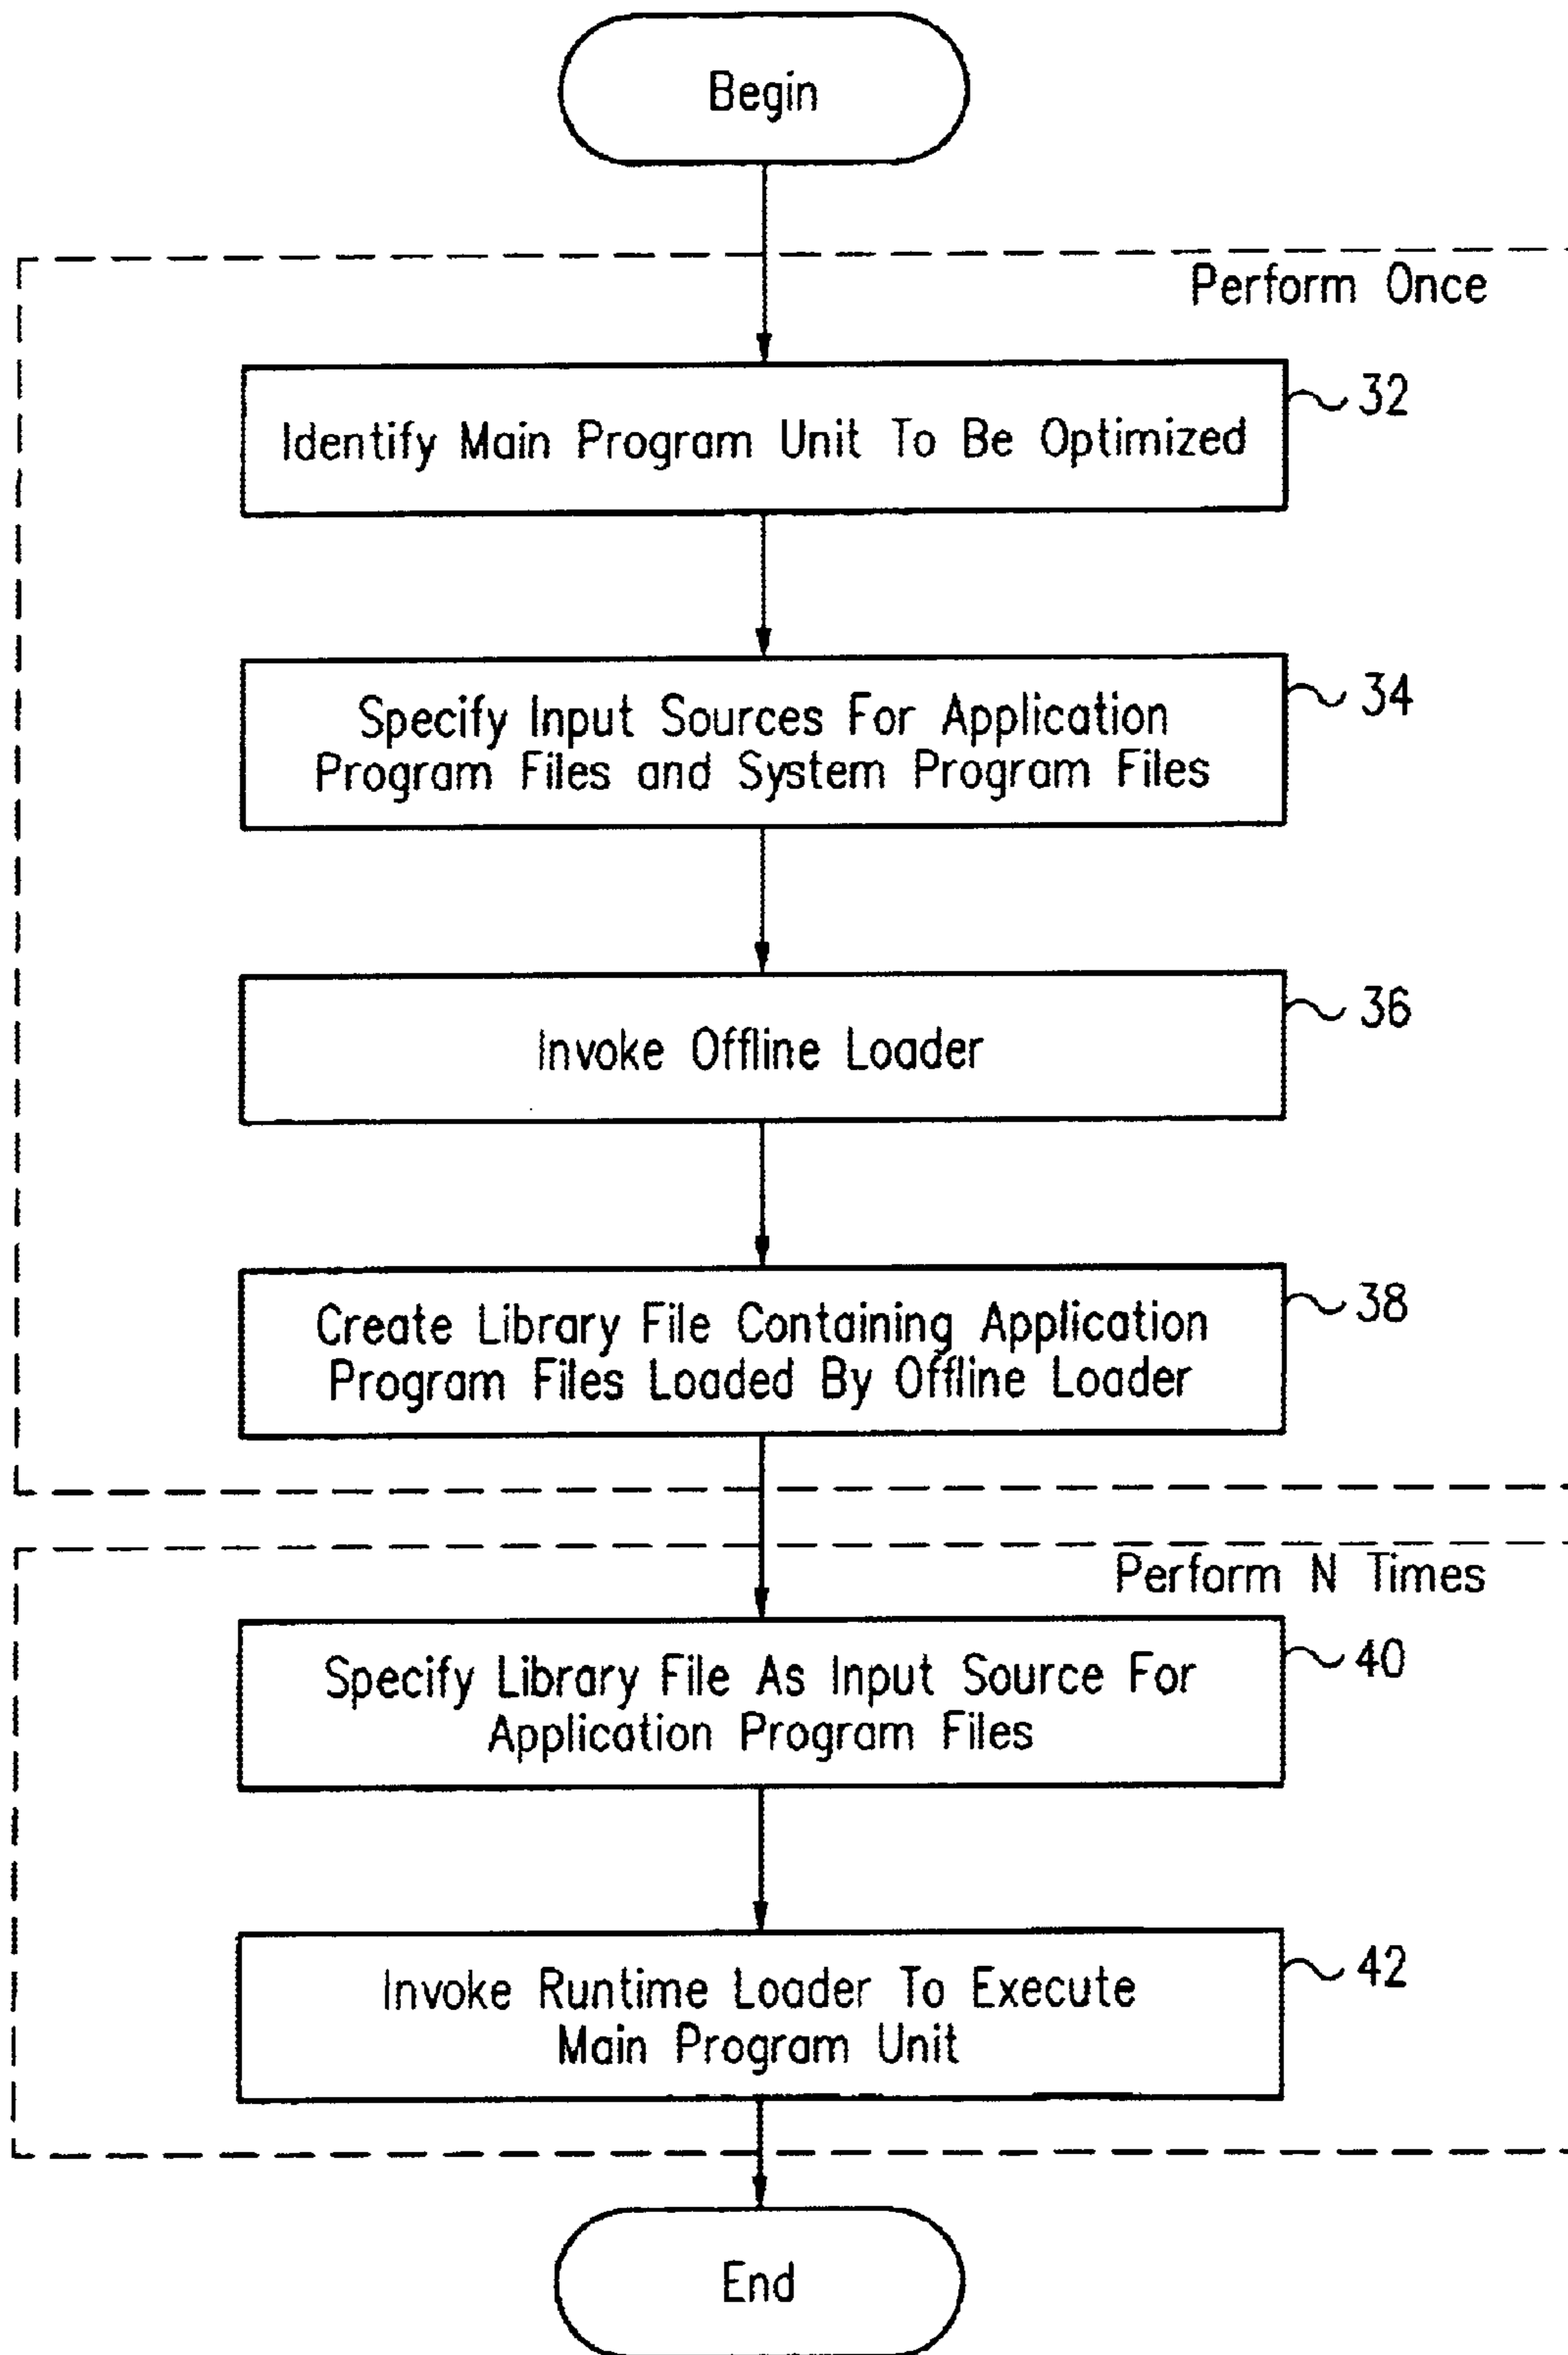 Begin
Perform Once
Identify Main Program Unit To Be Optimized
32
Specify Input Sources For Application
Program Files and System Program Files
34
Invoke Offline Loader
36
Create Library File Containing Application
Program Files Loaded By Offline Loader
38
Perform N Times
Specify Library File As Input Source For
Application Program Files
40
Invoke Runtime Loader To Execute
Main Program Unit
42
End